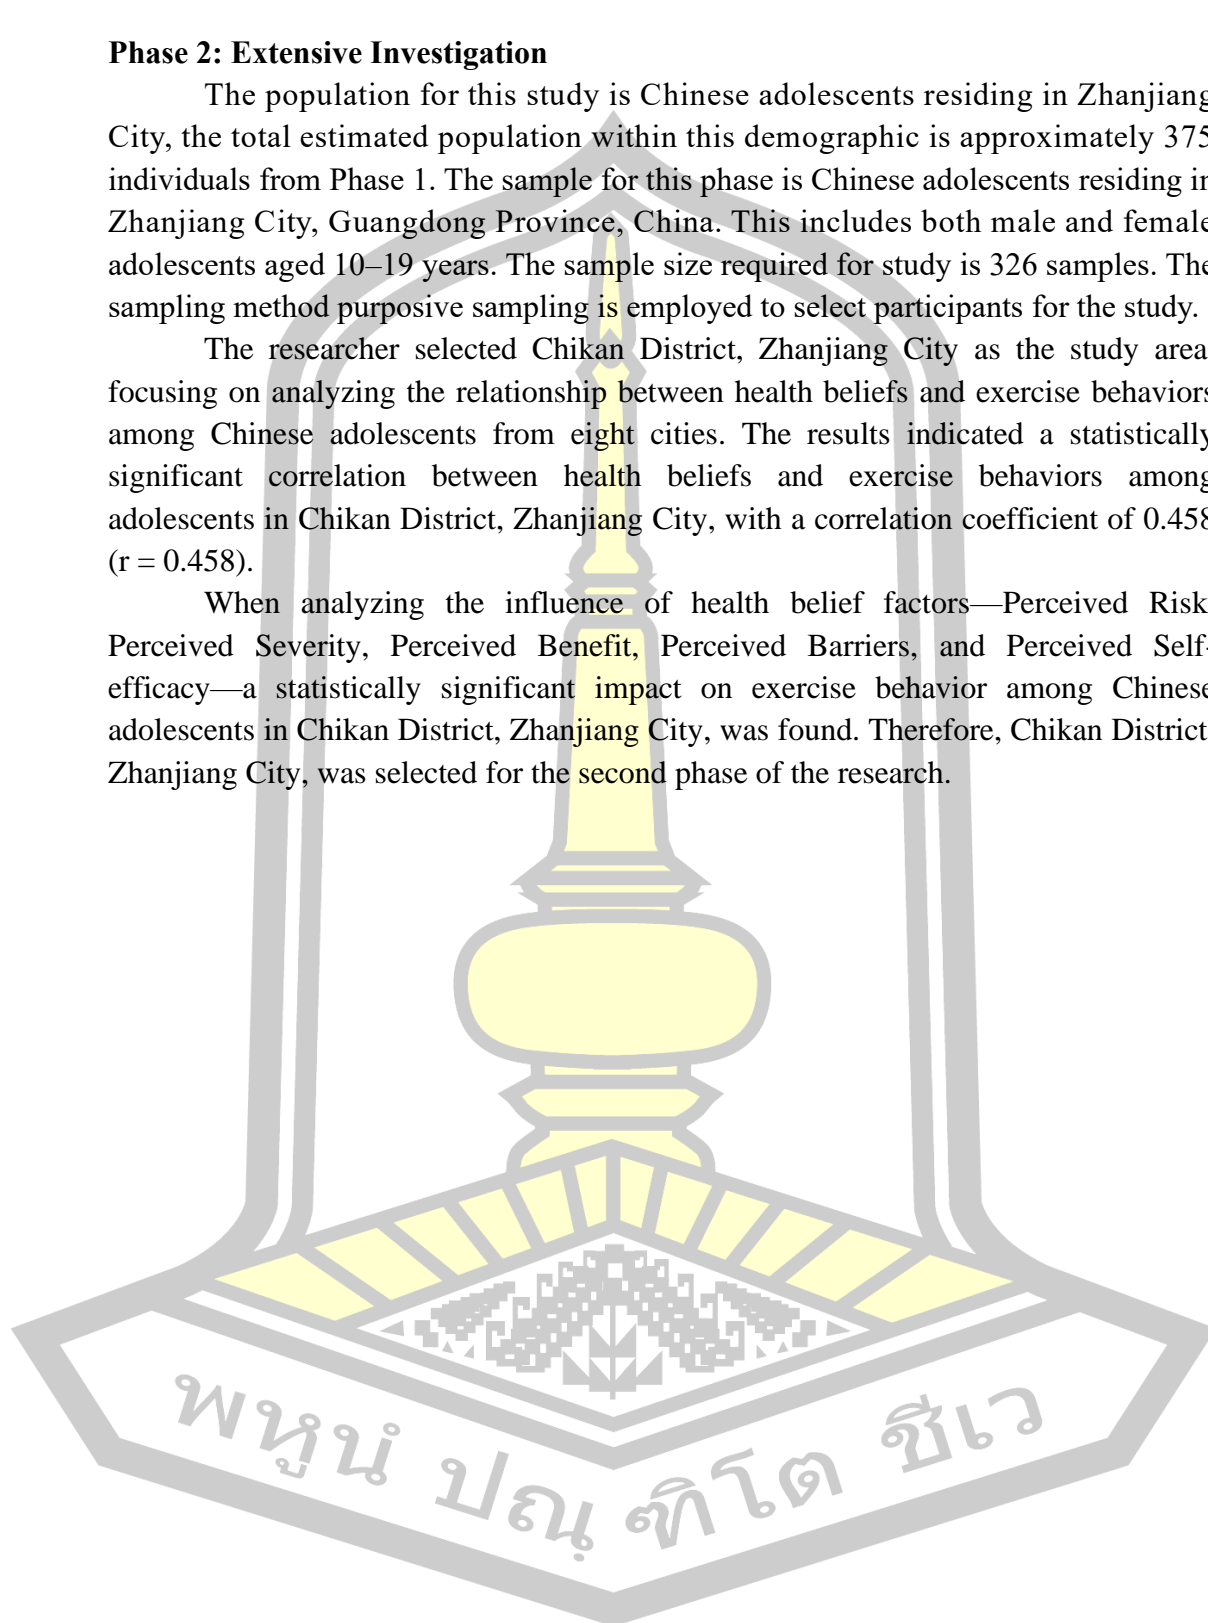 Phase 2: Extensive Investigation
The population for this study is Chinese adolescents residing in Zhanjiang
City, the total estimated population within this demographic is approximately 375
individuals from Phase 1. The sample for this phase is Chinese adolescents residing in
Zhanjiang City, Guangdong Province, China. This includes both male and female
adolescents aged 10–19 years. The sample size required for study is 326 samples. The
sampling method purposive sampling is employed to select participants for the study.
The researcher selected Chikan District, Zhanjiang City as the study area
focusing on analyzing the relationship between health beliefs and exercise behaviors
among Chinese adolescents from eight cities. The results indicated a statistically
significant correlation between health beliefs and exercise behaviors among
adolescents in Chikan District, Zhanjiang City, with a correlation coefficient of 0.458
(r = 0.458).
When analyzing the influence of health belief factors—Perceived Risk
Perceived Severity, Perceived Benefit, Perceived Barriers, and Perceived Self-
efficacy—a statistically significant impact on exercise behavior among Chinese
adolescents in Chikan District, Zhanjiang City, was found. Therefore, Chikan District
Zhanjiang City, was selected for the second phase of the research.
พหูนํ ปณฺฑิโต ชีเว